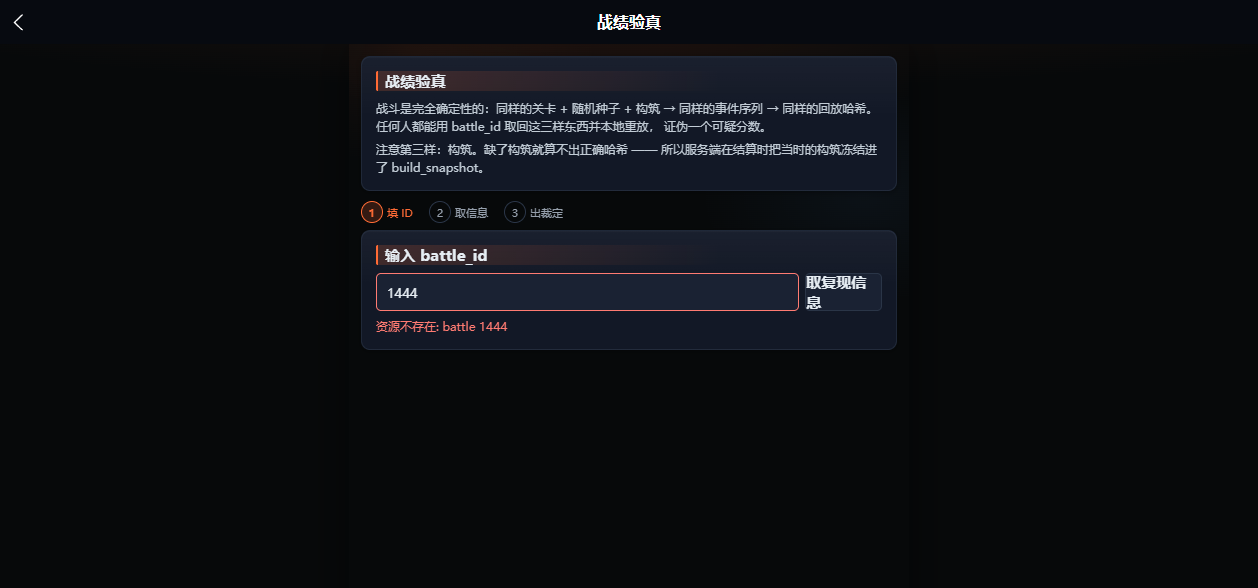 战绩验真
战绩验真
战斗是完全确定性的：同样的关卡 + 随机种子 + 构筑 → 同样的事件序列 → 同样的回放哈希。
任何人都能用 battle_id 取回这三样东西并本地重放， 证伪一个可疑分数。
注意第三样：构筑。缺了构筑就算不出正确哈希 —— 所以服务端在结算时把当时的构筑冻结进
了 build_snapshot。
1 填 ID 2 取信息 3 出裁定
输入 battle_id
1444
取复现信
息
资源不存在: battle 1444